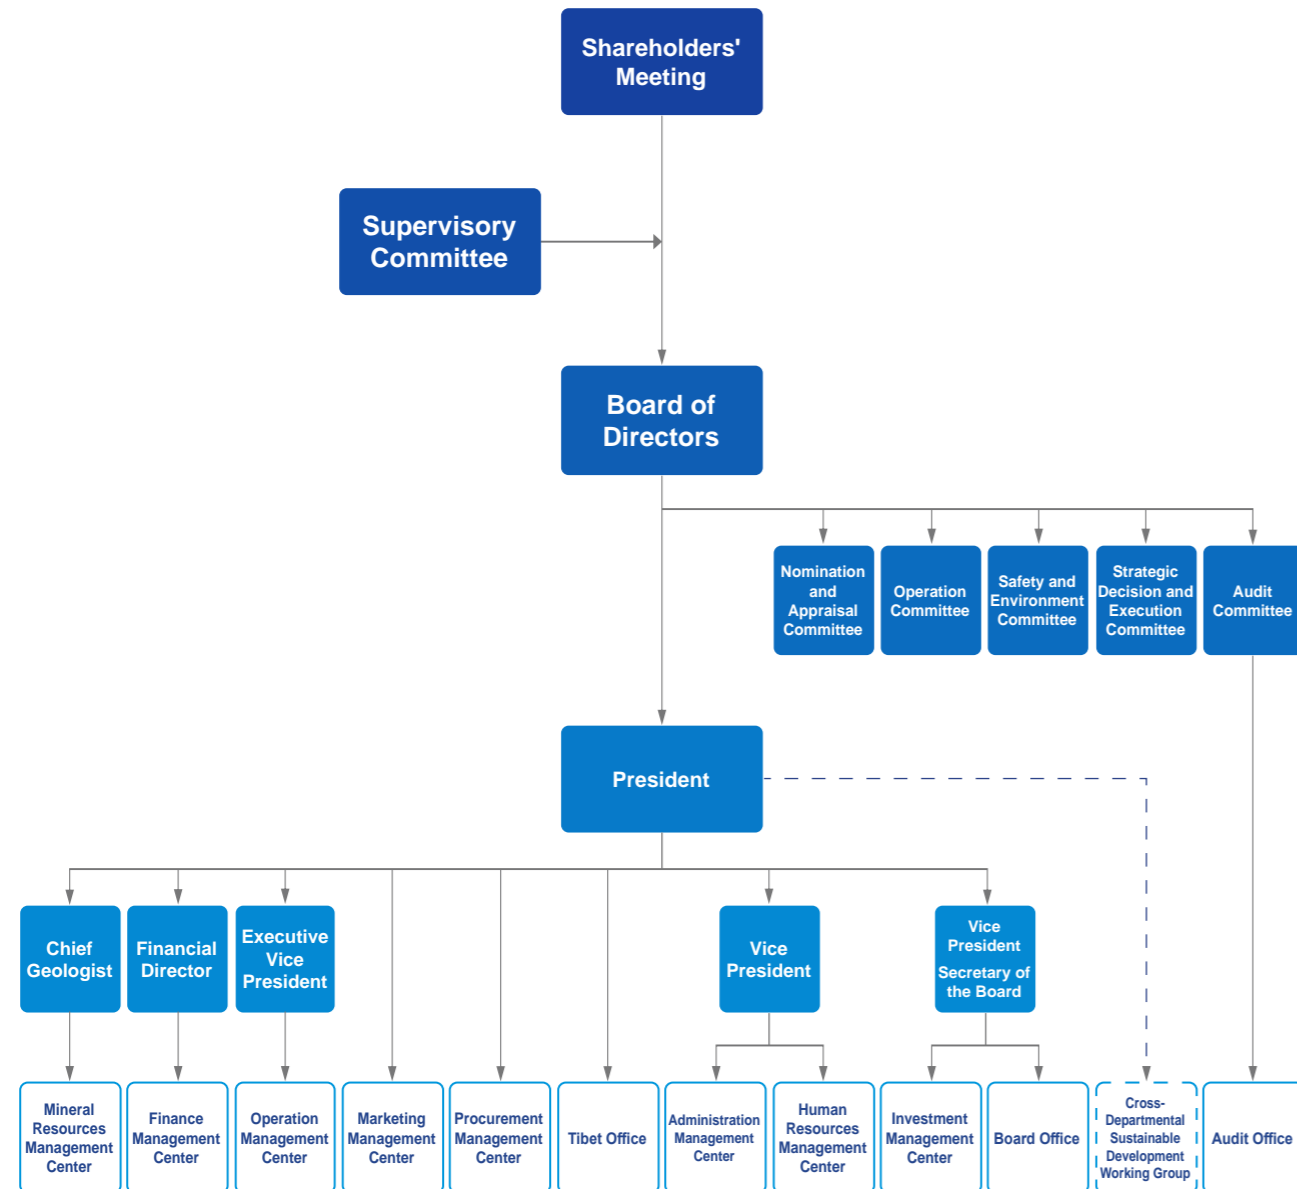 Shareholders'
Meeting
Supervisory
Committee
Board of
Directors
Nomination
and
Appraisal
Committee
Operation
Committee
Safety and
Environment
Committee
Strategic
Decision and
Execution
Committee
Audit
Committee
President
Chief
Geologist
Financial
Director
Executive
Vice
President
Vice
President
Vice
President
Secretary of
the Board
Mineral
Resources
Management
Center
Finance
Management
Center
Operation
Management
Center
Marketing
Management
Center
Procurement
Management
Center
Tibet Office
Administration
Management
Center
Human
Resources
Management
Center
Investment
Management
Center
Board Office
Cross-
Departmental
Sustainable
Development
Working Group
Audit Office